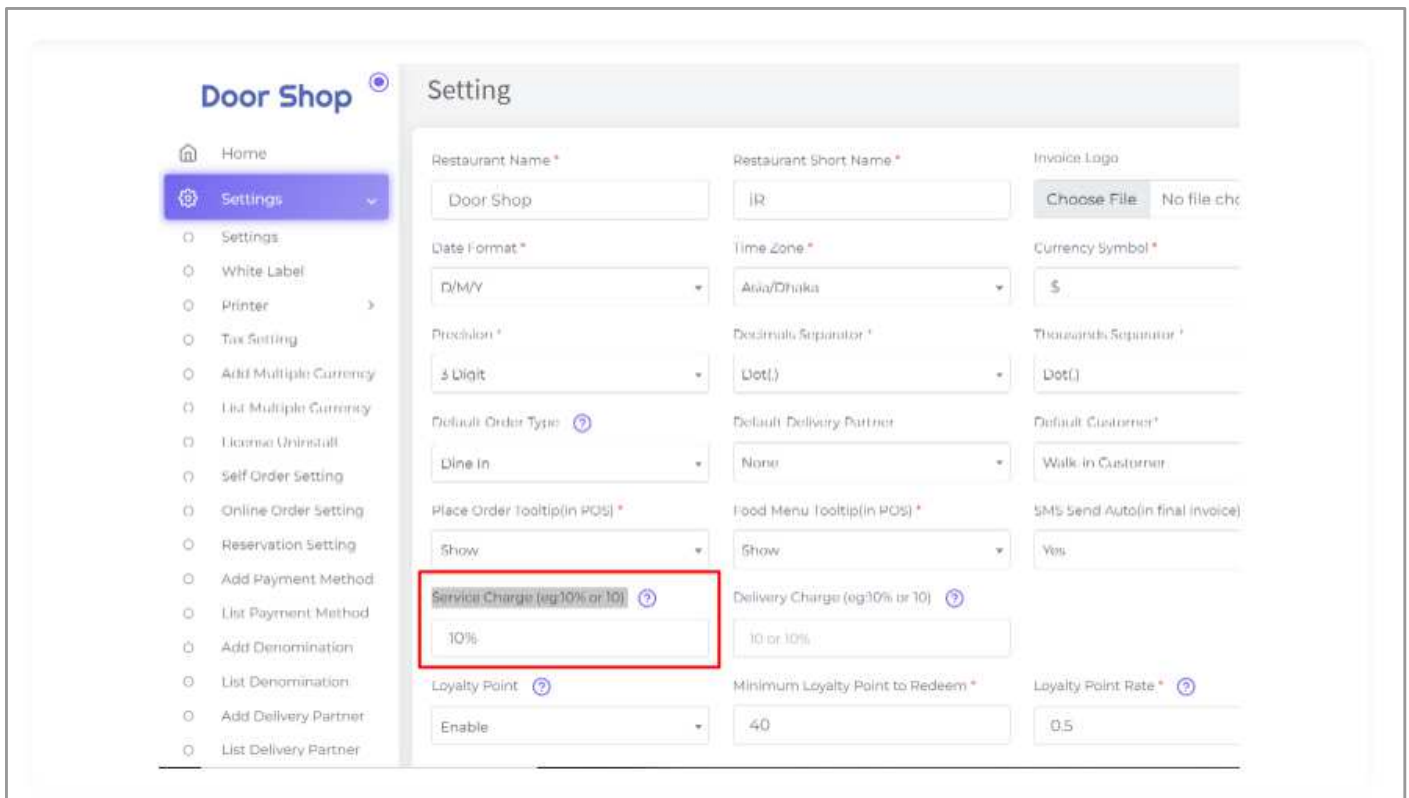 Door Shop
Home
Settings
Settings
White Label
Printer
Tax Setting
Add Multiple Currency
List Multiple Currency
License Uninstall
Self Order Setting
Online Order Setting
Reservation Setting
Add Payment Method
List Payment Method
Add Denomination
List Denomination
Add Delivery Partner
List Delivery Partner
Setting
Restaurant Name * Restaurant Short Name * Invoice Logo
Door Shop iR Choose File No file cho
Date Format * Time Zone * Currency Symbol *
D/M/Y Asia/Dhaka $
Precision * Decimals Separator * Thousands Separator *
3 Digit Dot(.) Dot(.)
Default Order Type ? Default Delivery Partner Default Customer*
Dine In None Walk-in Customer
Place Order Tooltip(in POS) * Food Menu Tooltip(in POS) * SMS Send Auto(in final invoice)
Show Show Yes
Service Charge (eg:10% or 10) ? Delivery Charge (eg:10% or 10) ?
10% 10 or 10%
Loyalty Point ? Minimum Loyalty Point to Redeem * Loyalty Point Rate * ?
Enable 40 0.5